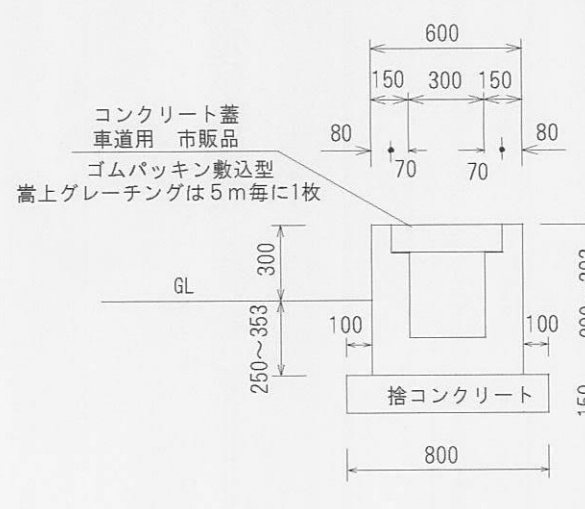 600
150 300 150
80 80
70 70
コンクリート蓋
車道用 市販品
ゴムパッキン敷込型
嵩上グレーチングは5m毎に1枚
300
GL
250~353
100 100
捨コンクリート
800